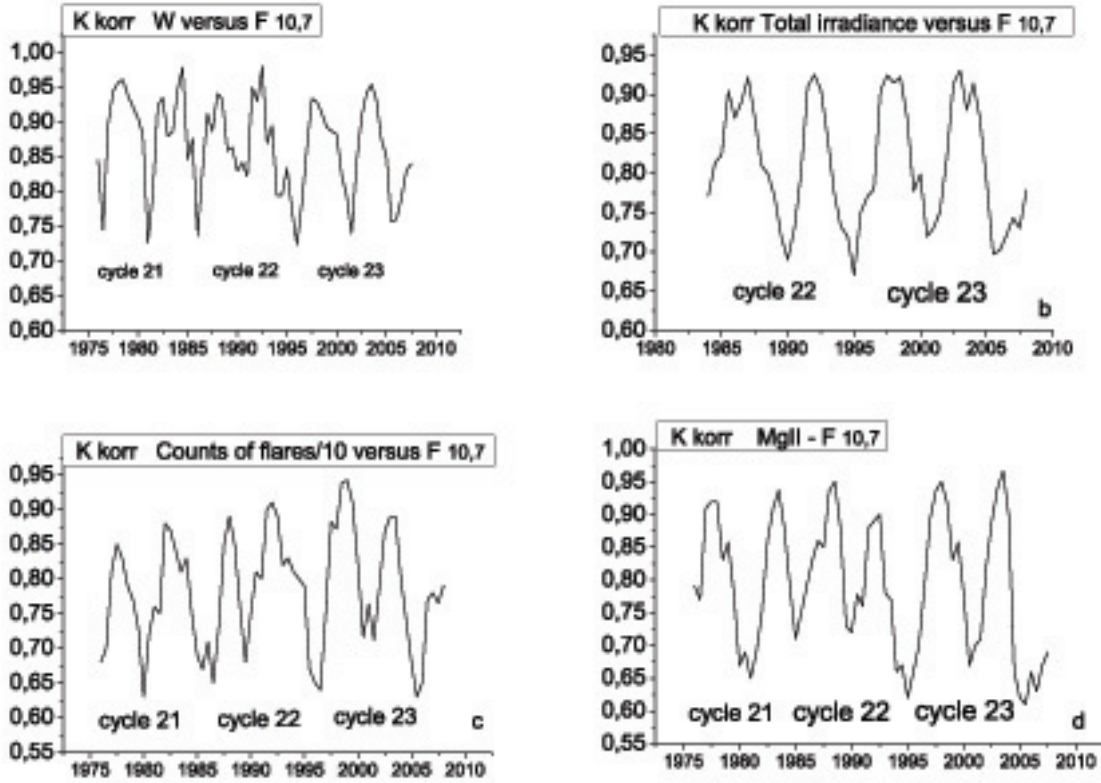 K korr W versus F 10,7
1,00
0,95
0,90
0,85
0,80
0,75
0,70
0,65
0,60
cycle 21 cycle 22 cycle 23
1975 1980 1985 1990 1995 2000 2005 2010
K korr Total irradiance versus F 10,7
0,95
0,90
0,85
0,80
0,75
0,70
0,65
0,60
cycle 22 cycle 23
b
1980 1985 1990 1995 2000 2005 2010
K korr Counts of flares/10 versus F 10,7
0,95
0,90
0,85
0,80
0,75
0,70
0,65
0,60
0,55
cycle 21 cycle 22 cycle 23 c
1975 1980 1985 1990 1995 2000 2005 2010
K korr MgII - F 10,7
1,00
0,95
0,90
0,85
0,80
0,75
0,70
0,65
0,60
0,55
cycle 21 cycle 22 cycle 23 d
1975 1980 1985 1990 1995 2000 2005 2010